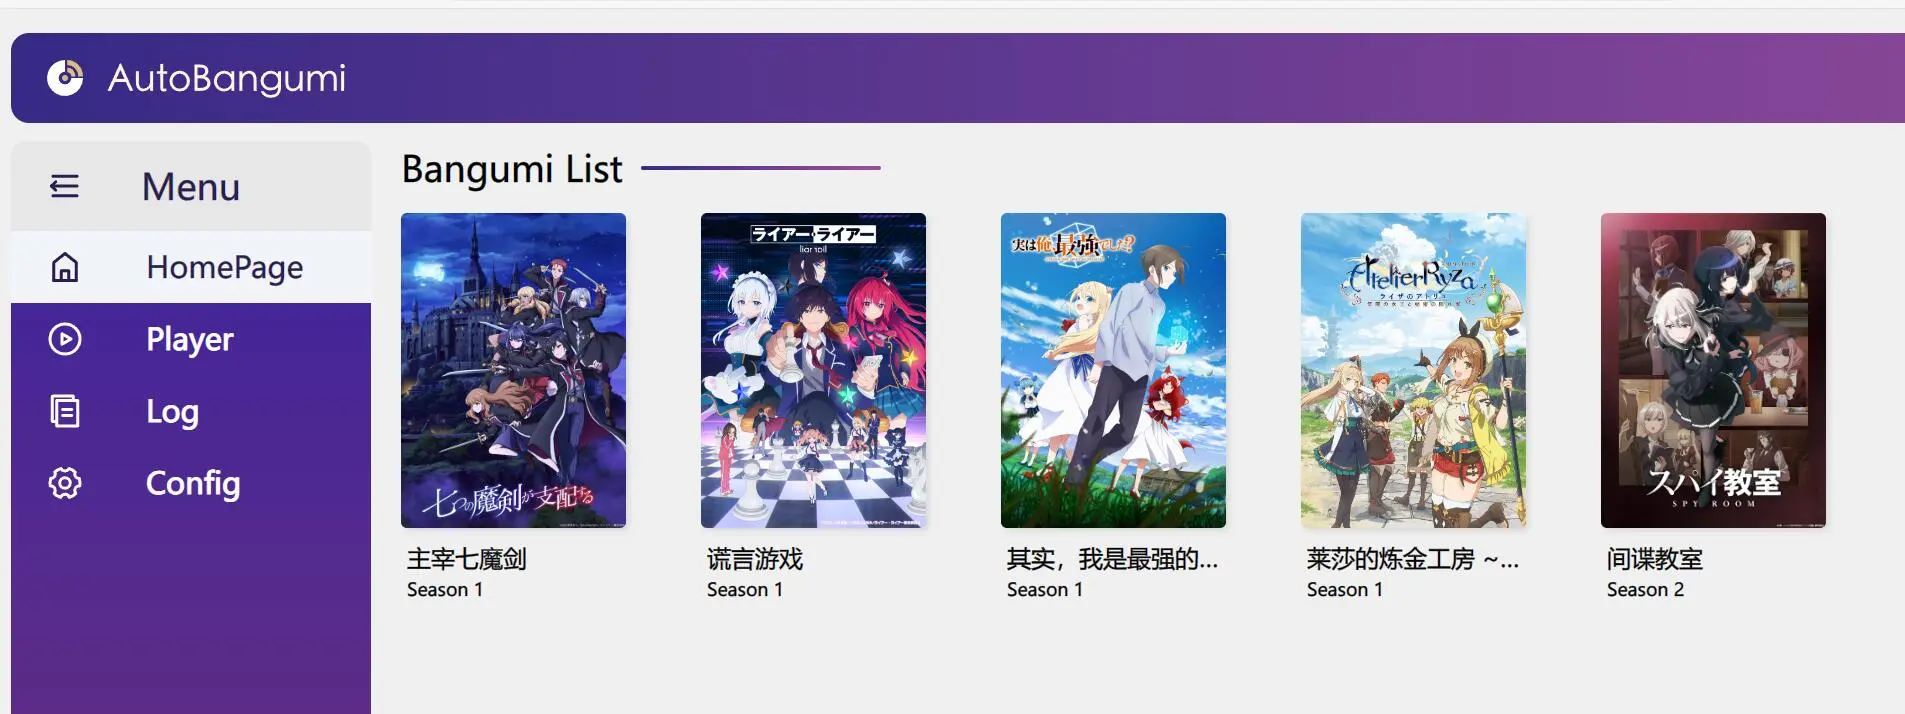 AutoBangumi
Menu
HomePage
Player
Log
Config
Bangumi List
七つの魔剣が支配する
主宰七魔剑
Season 1
ライアー・ライアー
liar liar
谎言游戏
Season 1
実は俺、最強でした?
其实，我是最强的...
Season 1
Atelier Ryza
ライザのアトリエ
莱莎的炼金工房 ~...
Season 1
スパイ教室
SPY ROOM
间谍教室
Season 2